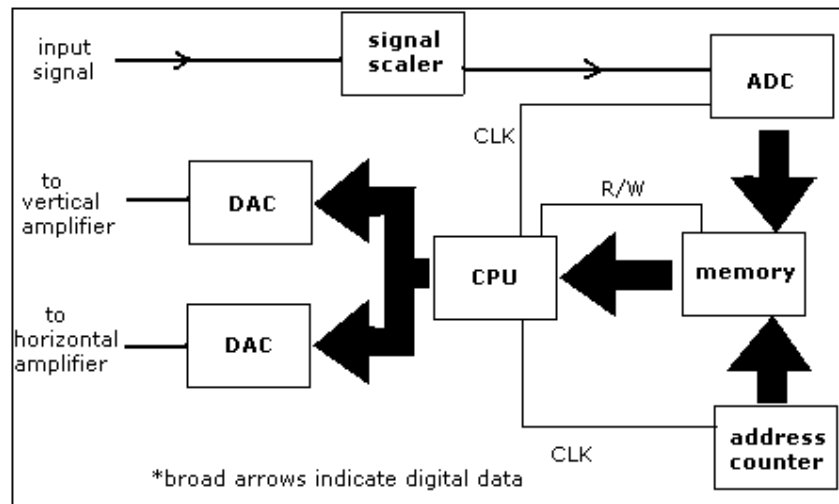 input
signal
signal
scaler
ADC
CLK
R/W
to
vertical
amplifier
DAC
CPU
memory
to
horizontal
amplifier
DAC
CLK
address
counter
*broad arrows indicate digital data